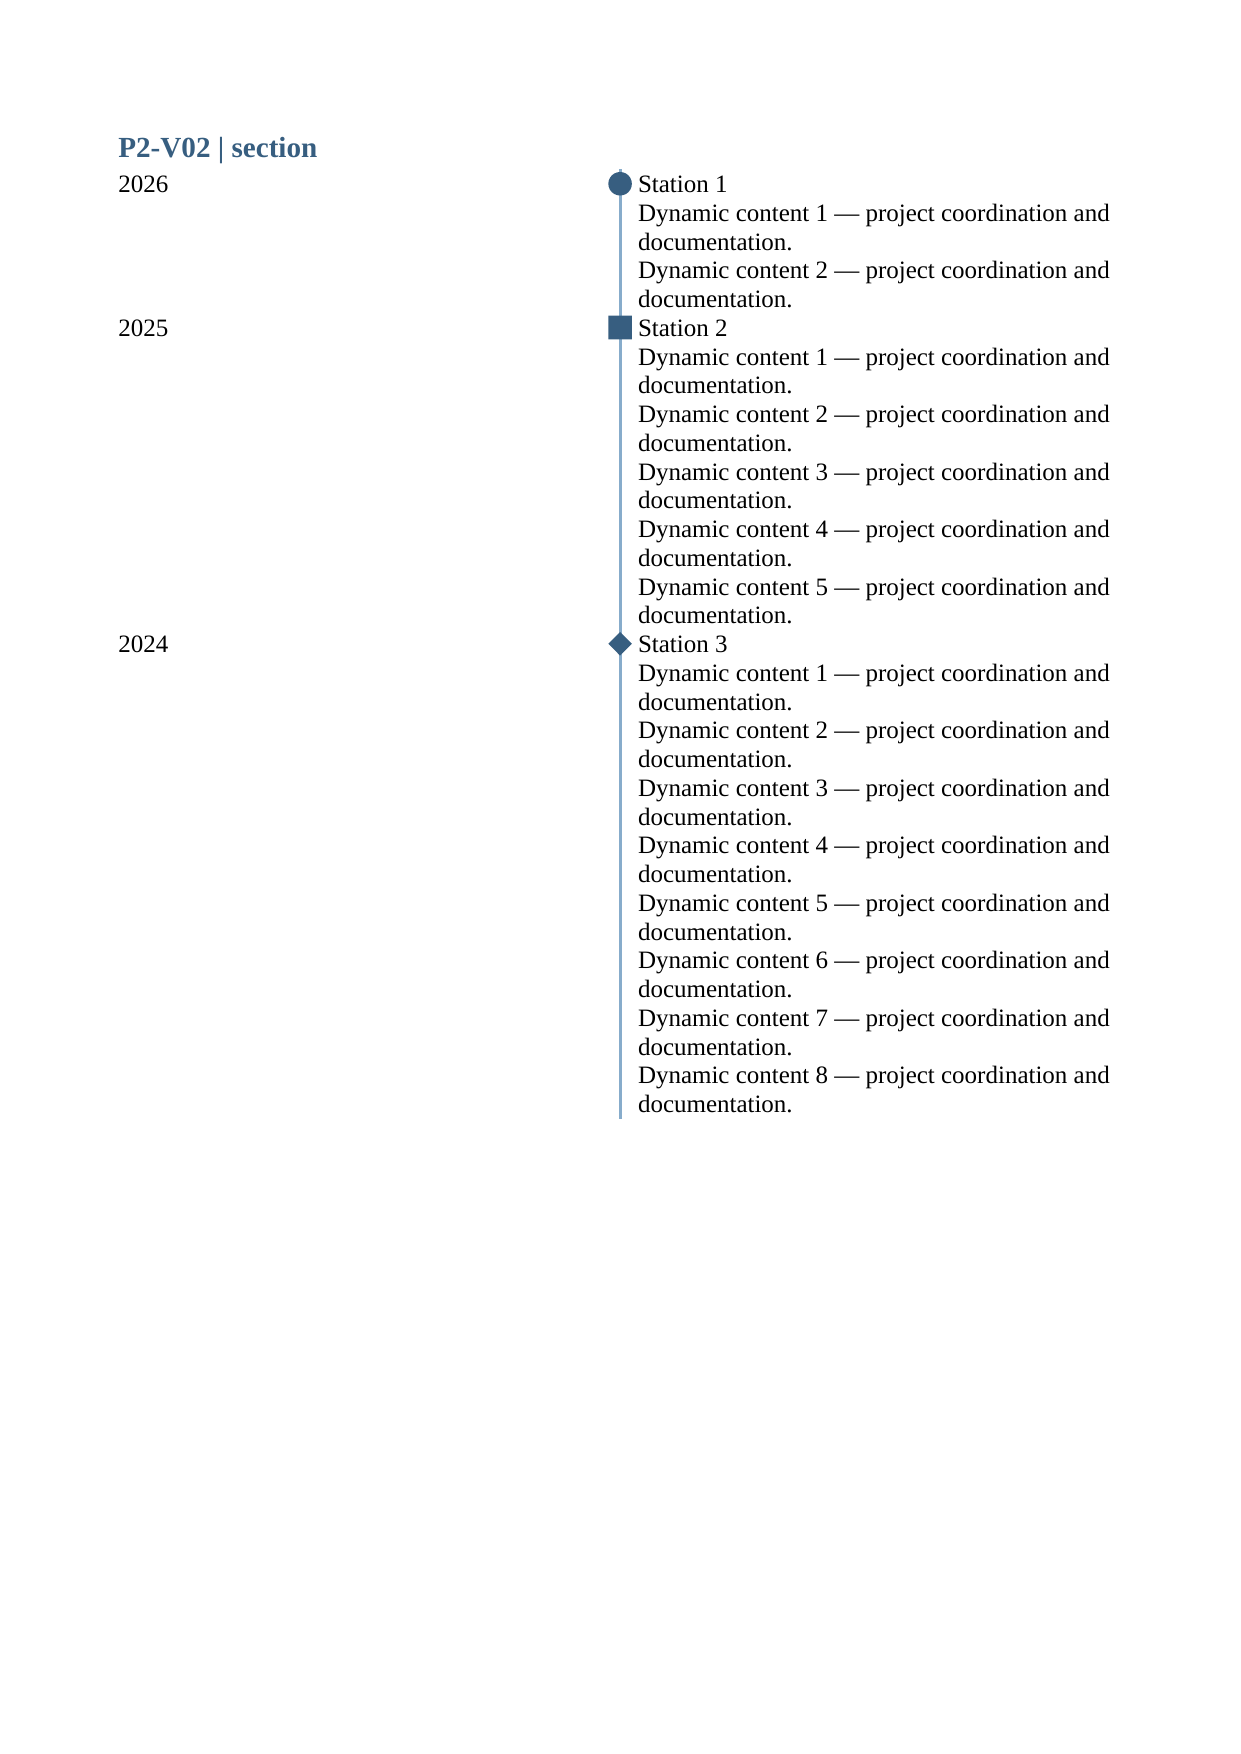 P2-V02 | section
2026 Station 1
Dynamic content 1 — project coordination and
documentation.
Dynamic content 2 — project coordination and
documentation.
2025 Station 2
Dynamic content 1 — project coordination and
documentation.
Dynamic content 2 — project coordination and
documentation.
Dynamic content 3 — project coordination and
documentation.
Dynamic content 4 — project coordination and
documentation.
Dynamic content 5 — project coordination and
documentation.
2024 Station 3
Dynamic content 1 — project coordination and
documentation.
Dynamic content 2 — project coordination and
documentation.
Dynamic content 3 — project coordination and
documentation.
Dynamic content 4 — project coordination and
documentation.
Dynamic content 5 — project coordination and
documentation.
Dynamic content 6 — project coordination and
documentation.
Dynamic content 7 — project coordination and
documentation.
Dynamic content 8 — project coordination and
documentation.